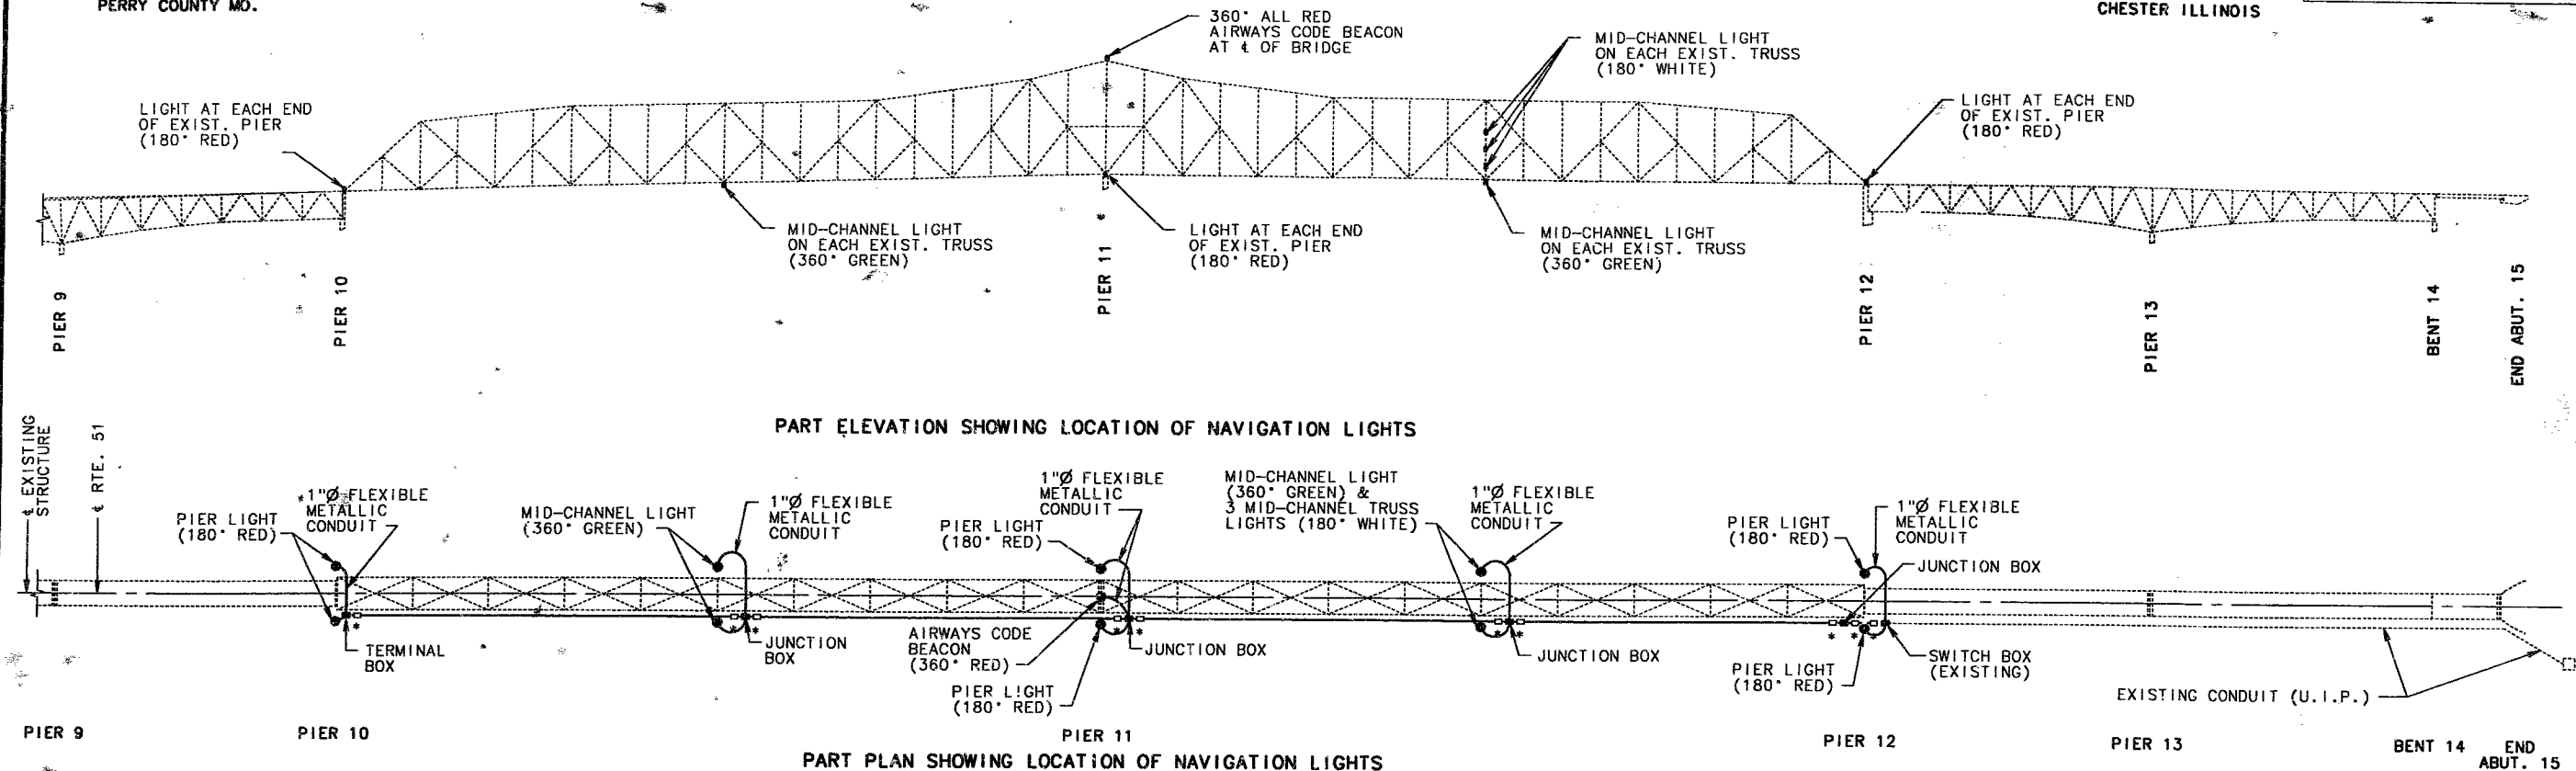 PERRY COUNTY MO.
CHESTER ILLINOIS
360° ALL RED
AIRWAYS CODE BEACON
AT ℄ OF BRIDGE
MID-CHANNEL LIGHT
ON EACH EXIST. TRUSS
(180° WHITE)
LIGHT AT EACH END
OF EXIST. PIER
(180° RED)
LIGHT AT EACH END
OF EXIST. PIER
(180° RED)
MID-CHANNEL LIGHT
ON EACH EXIST. TRUSS
(360° GREEN)
LIGHT AT EACH END
OF EXIST. PIER
(180° RED)
MID-CHANNEL LIGHT
ON EACH EXIST. TRUSS
(360° GREEN)
PIER 9
PIER 10
PIER 11
PIER 12
PIER 13
BENT 14
END ABUT. 15
PART ELEVATION SHOWING LOCATION OF NAVIGATION LIGHTS
℄ EXISTING
STRUCTURE
℄ RTE. 51
PIER LIGHT
(180° RED)
1"Ø FLEXIBLE
METALLIC
CONDUIT
MID-CHANNEL LIGHT
(360° GREEN)
1"Ø FLEXIBLE
METALLIC
CONDUIT
PIER LIGHT
(180° RED)
1"Ø FLEXIBLE
METALLIC
CONDUIT
MID-CHANNEL LIGHT
(360° GREEN) &
3 MID-CHANNEL TRUSS
LIGHTS (180° WHITE)
1"Ø FLEXIBLE
METALLIC
CONDUIT
PIER LIGHT
(180° RED)
1"Ø FLEXIBLE
METALLIC
CONDUIT
JUNCTION BOX
*
* *
* *
* *
* * *
TERMINAL
BOX
JUNCTION
BOX
AIRWAYS CODE
BEACON
(360° RED)
JUNCTION BOX
PIER LIGHT
(180° RED)
JUNCTION BOX
PIER LIGHT
(180° RED)
SWITCH BOX
(EXISTING)
EXISTING CONDUIT (U.I.P.)
PIER 9
PIER 10
PIER 11
PIER 12
PIER 13
BENT 14
END
ABUT. 15
PART PLAN SHOWING LOCATION OF NAVIGATION LIGHTS